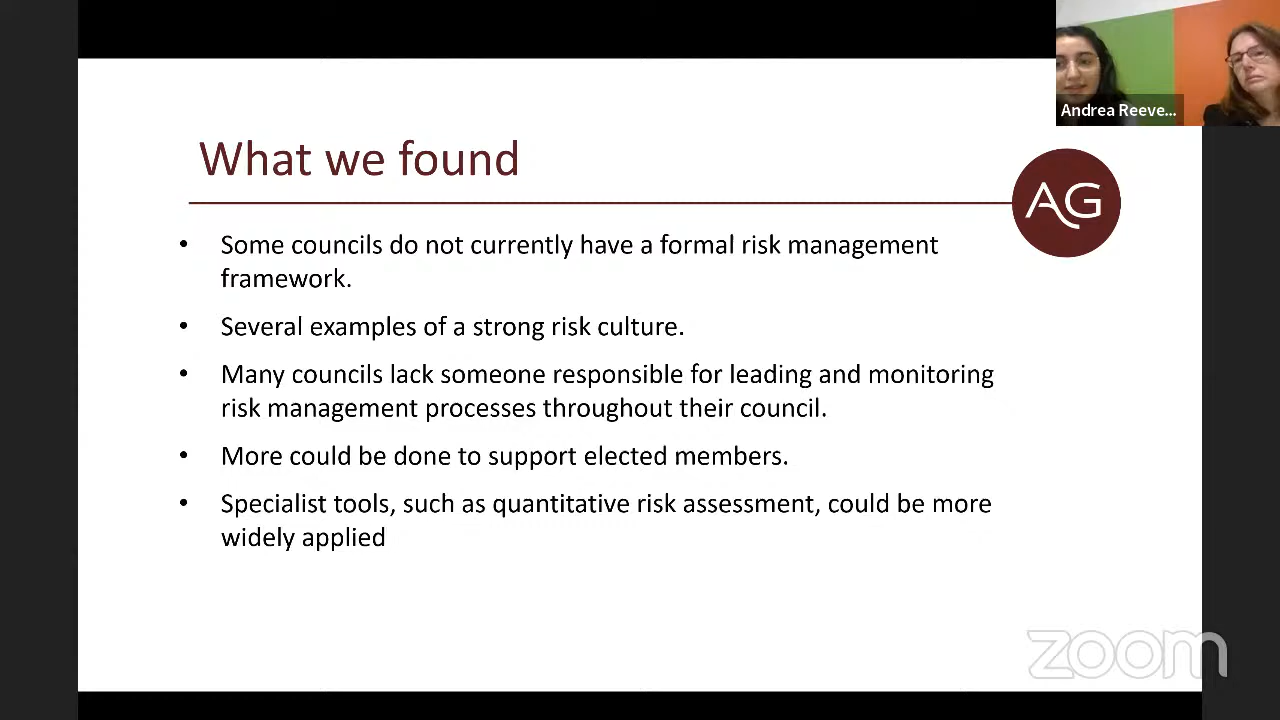 Andrea Reeve...
What we found
AG
• Some councils do not currently have a formal risk management
framework.
• Several examples of a strong risk culture.
• Many councils lack someone responsible for leading and monitoring
risk management processes throughout their council.
• More could be done to support elected members.
• Specialist tools, such as quantitative risk assessment, could be more
widely applied
zoom